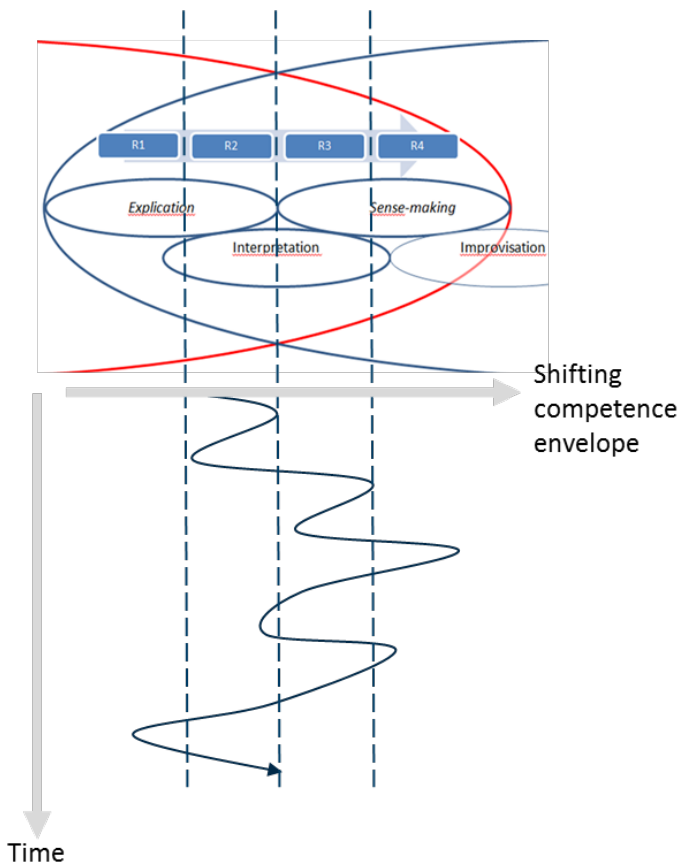 R1 R2 R3 R4
Explication Sense-making
Interpretation Improvisation
Shifting
competence
envelope
Time